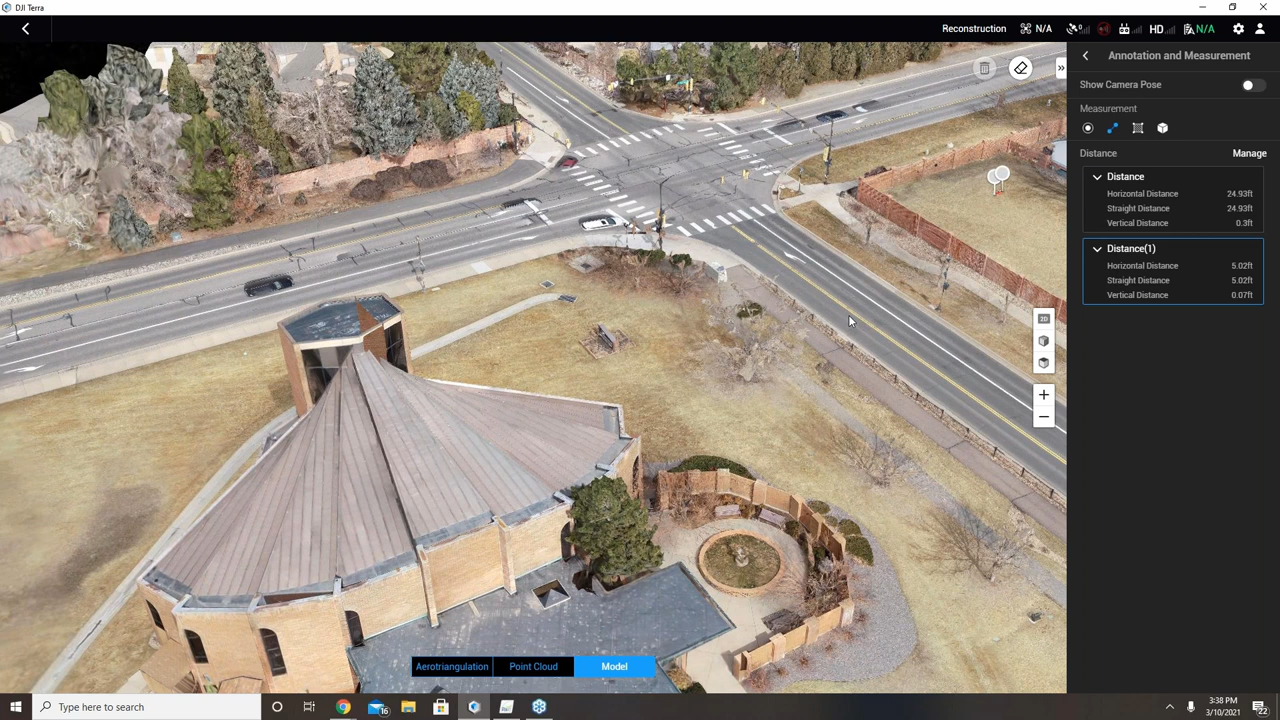 DJI Terra
Reconstruction N/A HD N/A
Annotation and Measurement
Show Camera Pose
Measurement
Distance Manage
Distance
Horizontal Distance 24.93ft
Straight Distance 24.93ft
Vertical Distance 0.3ft
Distance(1)
Horizontal Distance 5.02ft
Straight Distance 5.02ft
Vertical Distance 0.07ft
2D
Aerotriangulation Point Cloud Model
Type here to search
16
3:38 PM
3/10/2021
22